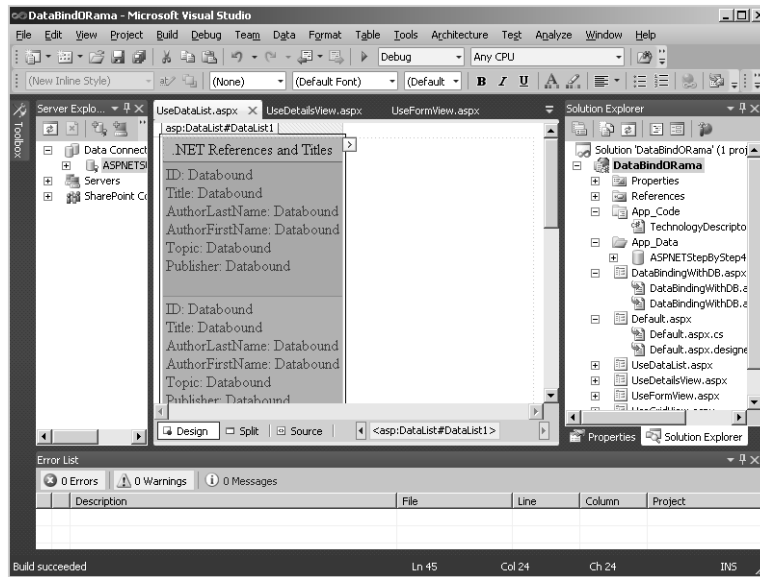 DataBindORama - Microsoft Visual Studio
File Edit View Project Build Debug Team Data Format Table Tools Architecture Test Analyze Window Help
Debug Any CPU
(New Inline Style) (None) (Default Font) (Default B I U A
Toolbox
Server Explo...
Data Connect
ASPNETS
Servers
SharePoint Co
UseDataList.aspx UseDetailsView.aspx UseFormView.aspx
asp:DataList#DataList1
.NET References and Titles
ID: Databound
Title: Databound
AuthorLastName: Databound
AuthorFirstName: Databound
Topic: Databound
Publisher: Databound
ID: Databound
Title: Databound
AuthorLastName: Databound
AuthorFirstName: Databound
Topic: Databound
Publisher: Databound
Design Split Source <asp:DataList#DataList1>
Solution Explorer
Solution 'DataBindORama' (1 proj
DataBindORama
Properties
References
App_Code
TechnologyDescripto
App_Data
ASPNETStepByStep4
DataBindingWithDB.aspx
DataBindingWithDB.a
DataBindingWithDB.a
Default.aspx
Default.aspx.cs
Default.aspx.designe
UseDataList.aspx
UseDetailsView.aspx
UseFormView.aspx
Properties Solution Explorer
Error List
0 Errors 0 Warnings 0 Messages
Description File Line Column Project
Build succeeded Ln 45 Col 24 Ch 24 INS